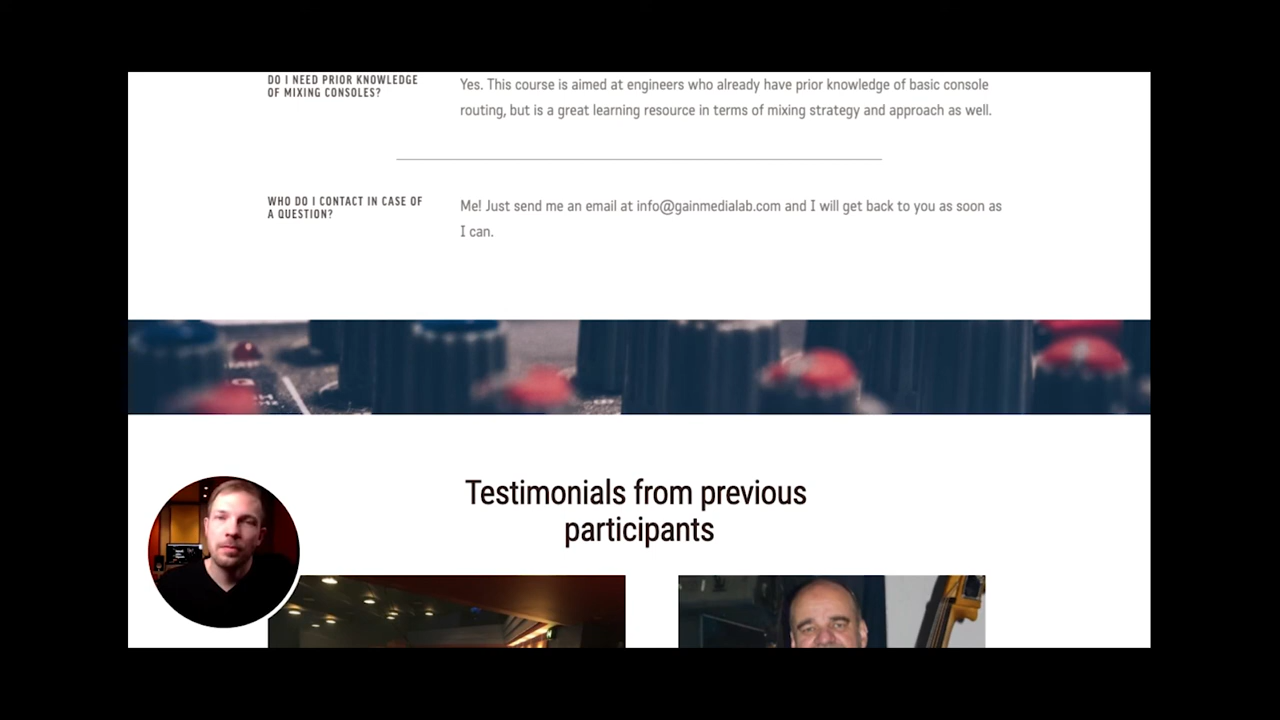 DO I NEED PRIOR KNOWLEDGE
OF MIXING CONSOLES?
Yes. This course is aimed at engineers who already have prior knowledge of basic console
routing, but is a great learning resource in terms of mixing strategy and approach as well.
WHO DO I CONTACT IN CASE OF
A QUESTION?
Me! Just send me an email at info@gainmedialab.com and I will get back to you as soon as
I can.
Testimonials from previous
participants